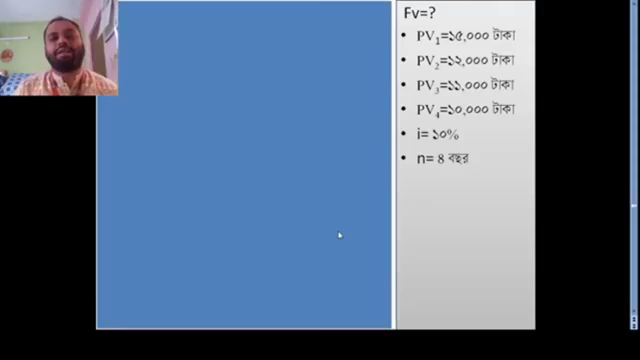 Fv=?
• PV1=১৫,০০০ টাকা
• PV2=১২,০০০ টাকা
• PV3=১১,০০০ টাকা
• PV4=১০,০০০ টাকা
• i= ১০%
• n= ৪ বছর